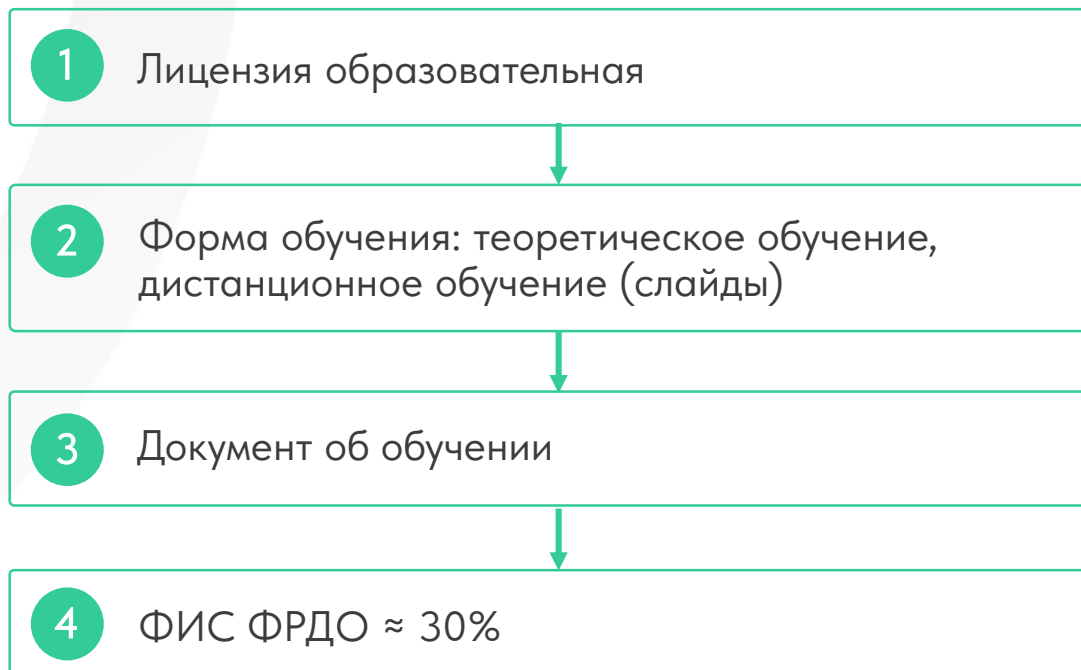 1
Лицензия образовательная
2
Форма обучения: теоретическое обучение,
дистанционное обучение (слайды)
3
Документ об обучении
4
ФИС ФРДО ≈ 30%